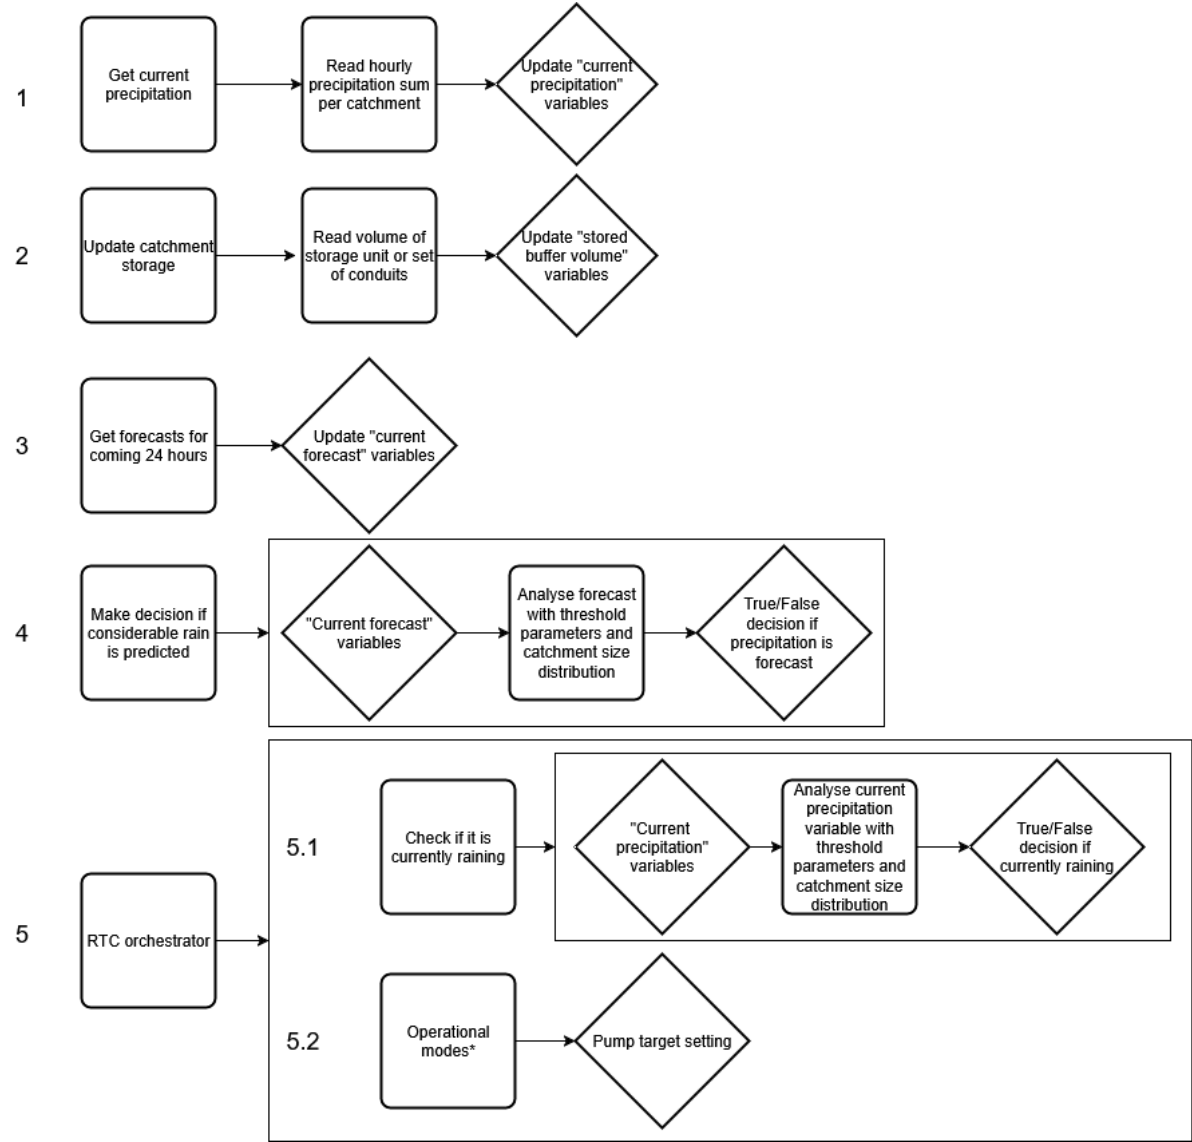 1
Get current
precipitation
Read hourly
precipitation sum
per catchment
Update "current
precipitation"
variables
2
Update catchment
storage
Read volume of
storage unit or set
of conduits
Update "stored
buffer volume"
variables
3
Get forecasts for
coming 24 hours
Update "current
forecast" variables
4
Make decision if
considerable rain
is predicted
"Current forecast"
variables
Analyse forecast
with threshold
parameters and
catchment size
distribution
True/False
decision if
precipitation is
forecast
5
RTC orchestrator
5.1
Check if it is
currently raining
"Current
precipitation"
variables
Analyse current
precipitation
variable with
threshold
parameters and
catchment size
distribution
True/False
decision if
currently raining
5.2
Operational
modes*
Pump target setting